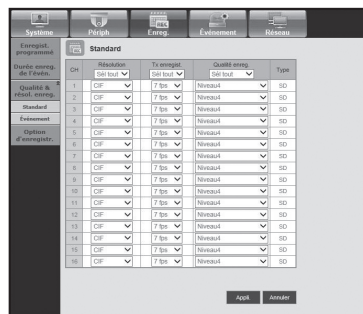 Système Périph Enreg. Événement Réseau
REC
Enregist. programmé
Durée enreg. de l'évén.
Qualité & résol. enreg.
Standard
Événement
Option d'enregistr.
Standard
CH Résolution Tx enregist. Qualité enreg. Type
Sél tout Sél tout Sél tout
1 CIF 7 fps Niveau4 SD
2 CIF 7 fps Niveau4 SD
3 CIF 7 fps Niveau4 SD
4 CIF 7 fps Niveau4 SD
5 CIF 7 fps Niveau4 SD
6 CIF 7 fps Niveau4 SD
7 CIF 7 fps Niveau4 SD
8 CIF 7 fps Niveau4 SD
9 CIF 7 fps Niveau4 SD
10 CIF 7 fps Niveau4 SD
11 CIF 7 fps Niveau4 SD
12 CIF 7 fps Niveau4 SD
13 CIF 7 fps Niveau4 SD
14 CIF 7 fps Niveau4 SD
15 CIF 7 fps Niveau4 SD
16 CIF 7 fps Niveau4 SD
Appli. Annuler